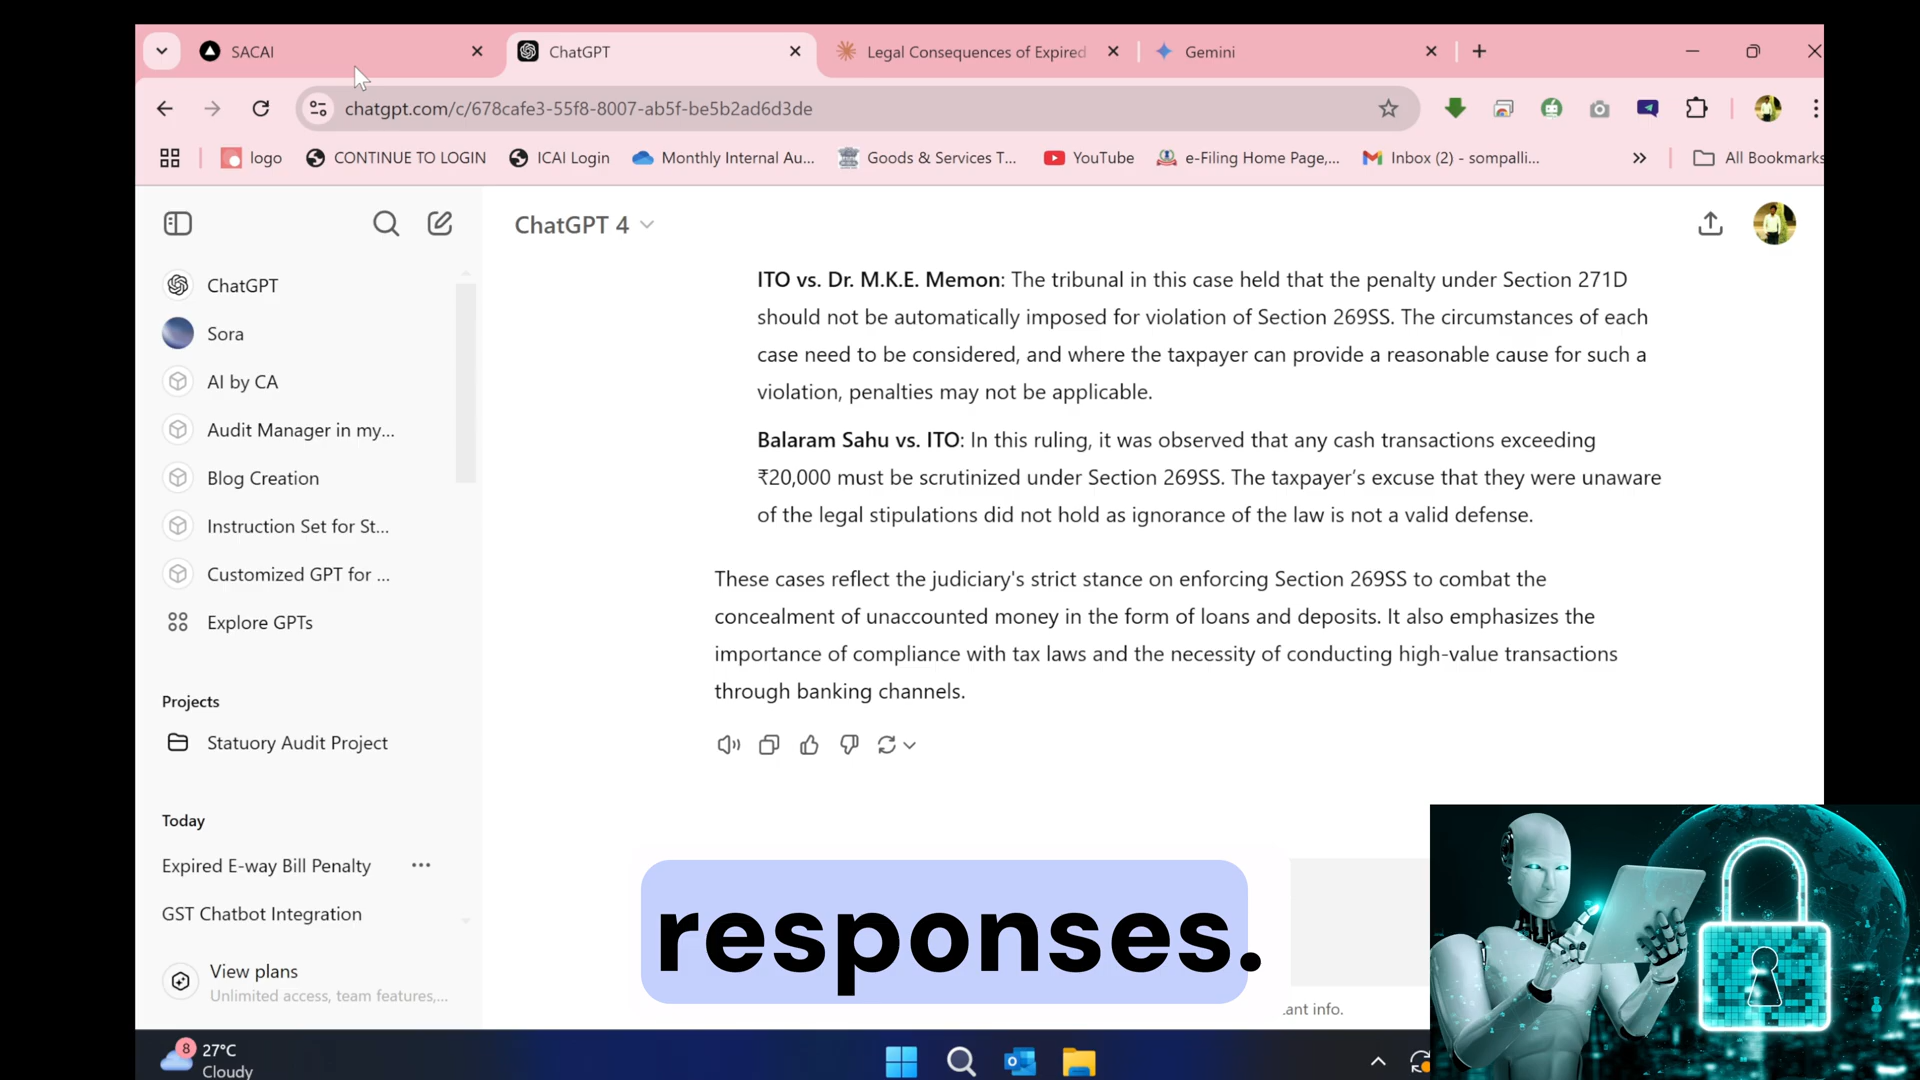 SACAI
ChatGPT
Legal Consequences of Expired
Gemini
chatgpt.com/c/678cafe3-55f8-8007-ab5f-be5b2ad6d3de
logo
CONTINUE TO LOGIN
ICAI Login
Monthly Internal Au...
Goods & Services T...
YouTube
e-Filing Home Page,...
Inbox (2) - sompalli...
All Bookmarks
ChatGPT
Sora
AI by CA
Audit Manager in my...
Blog Creation
Instruction Set for St...
Customized GPT for ...
Explore GPTs
Projects
Statuory Audit Project
Today
Expired E-way Bill Penalty
GST Chatbot Integration
View plans
Unlimited access, team features,...
ChatGPT 4
ITO vs. Dr. M.K.E. Memon: The tribunal in this case held that the penalty under Section 271D
should not be automatically imposed for violation of Section 269SS. The circumstances of each
case need to be considered, and where the taxpayer can provide a reasonable cause for such a
violation, penalties may not be applicable.
Balaram Sahu vs. ITO: In this ruling, it was observed that any cash transactions exceeding
₹20,000 must be scrutinized under Section 269SS. The taxpayer’s excuse that they were unaware
of the legal stipulations did not hold as ignorance of the law is not a valid defense.
These cases reflect the judiciary's strict stance on enforcing Section 269SS to combat the
concealment of unaccounted money in the form of loans and deposits. It also emphasizes the
importance of compliance with tax laws and the necessity of conducting high-value transactions
through banking channels.
responses.
ant info.
8
27°C
Cloudy